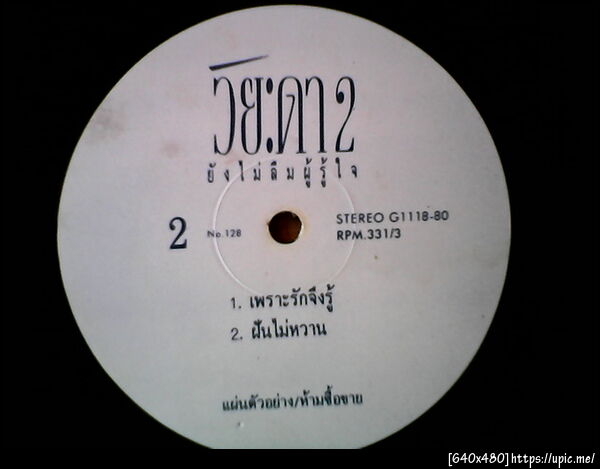 วิยะดา 2
ยังไม่ลืมผู้รู้ใจ
2 No. 128 STEREO G1118-80
RPM. 331/3
1. เพราะรักจึงรู้
2. ฝันไม่หวาน
แผ่นตัวอย่าง/ห้ามซื้อขาย
[640x480]https://upic.me/